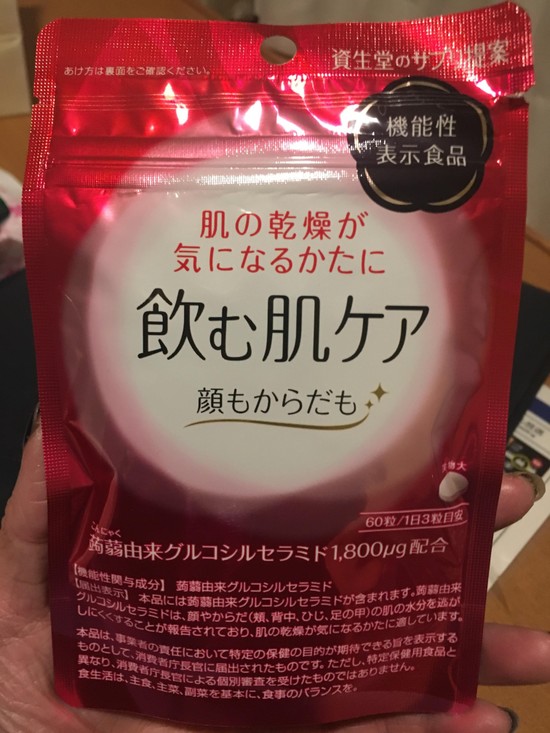 あけ方は裏面をご確認ください。
資生堂のサプリ提案
機能性
表示食品
肌の乾燥が
気になるかたに
飲む肌ケア
顔もからだも
実物大
60粒/1日3粒目安
こんにゃく
蒟蒻由来グルコシルセラミド1,800μg配合
【機能性関与成分】 蒟蒻由来グルコシルセラミド
【届出表示】 本品には蒟蒻由来グルコシルセラミドが含まれます。蒟蒻由来
グルコシルセラミドは、顔やからだ(頬、背中、ひじ、足の甲)の肌の水分を逃が
しにくくすることが報告されており、肌の乾燥が気になるかたに適しています。
本品は、事業者の責任において特定の保健の目的が期待できる旨を表示する
ものとして、消費者庁長官に届出されたものです。ただし、特定保健用食品と
異なり、消費者庁長官による個別審査を受けたものではありません。
食生活は、主食、主菜、副菜を基本に、食事のバランスを。